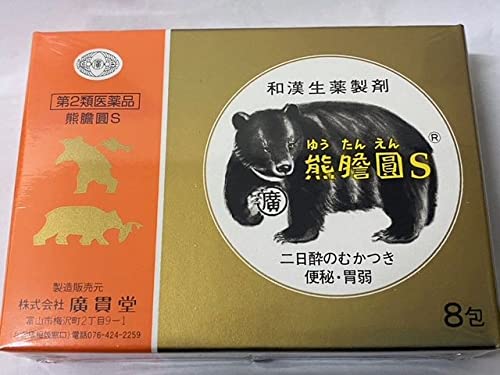 第2類医薬品
熊膽圓S
製造販売元
株式会社 廣貫堂
富山市梅沢町2丁目9−1
電話076-424-2259
和漢生薬製剤
ゆう たん えん
熊膽圓S®
廣
二日酔のむかつき
便秘・胃弱
8包